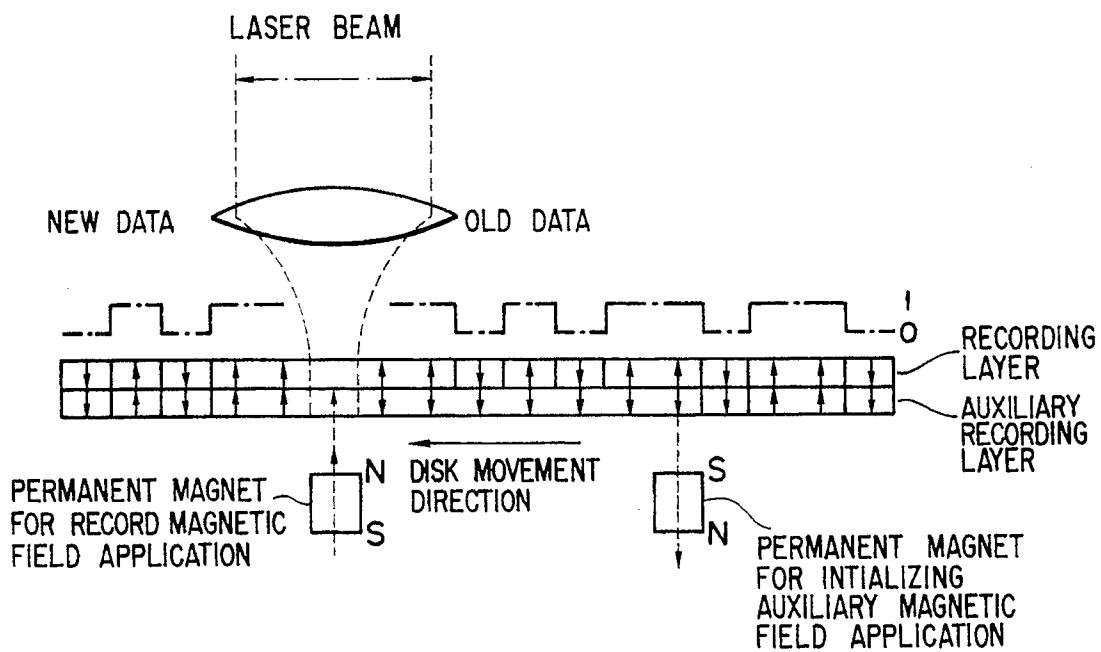 LASER BEAM
NEW DATA
OLD DATA
1
0
RECORDING
LAYER
AUXILIARY
RECORDING
LAYER
N
S
DISK MOVEMENT
DIRECTION
S
N
PERMANENT MAGNET
FOR RECORD MAGNETIC
FIELD APPLICATION
PERMANENT MAGNET
FOR INTIALIZING
AUXILIARY MAGNETIC
FIELD APPLICATION